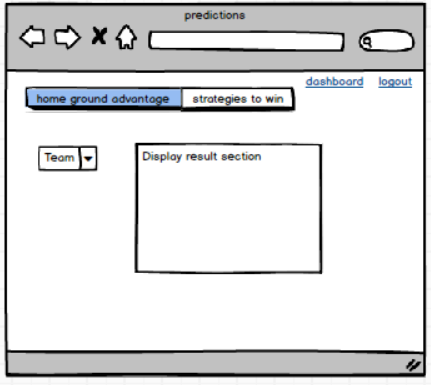 predictions
dashboard logout
home ground advantage strategies to win
Team
Display result section